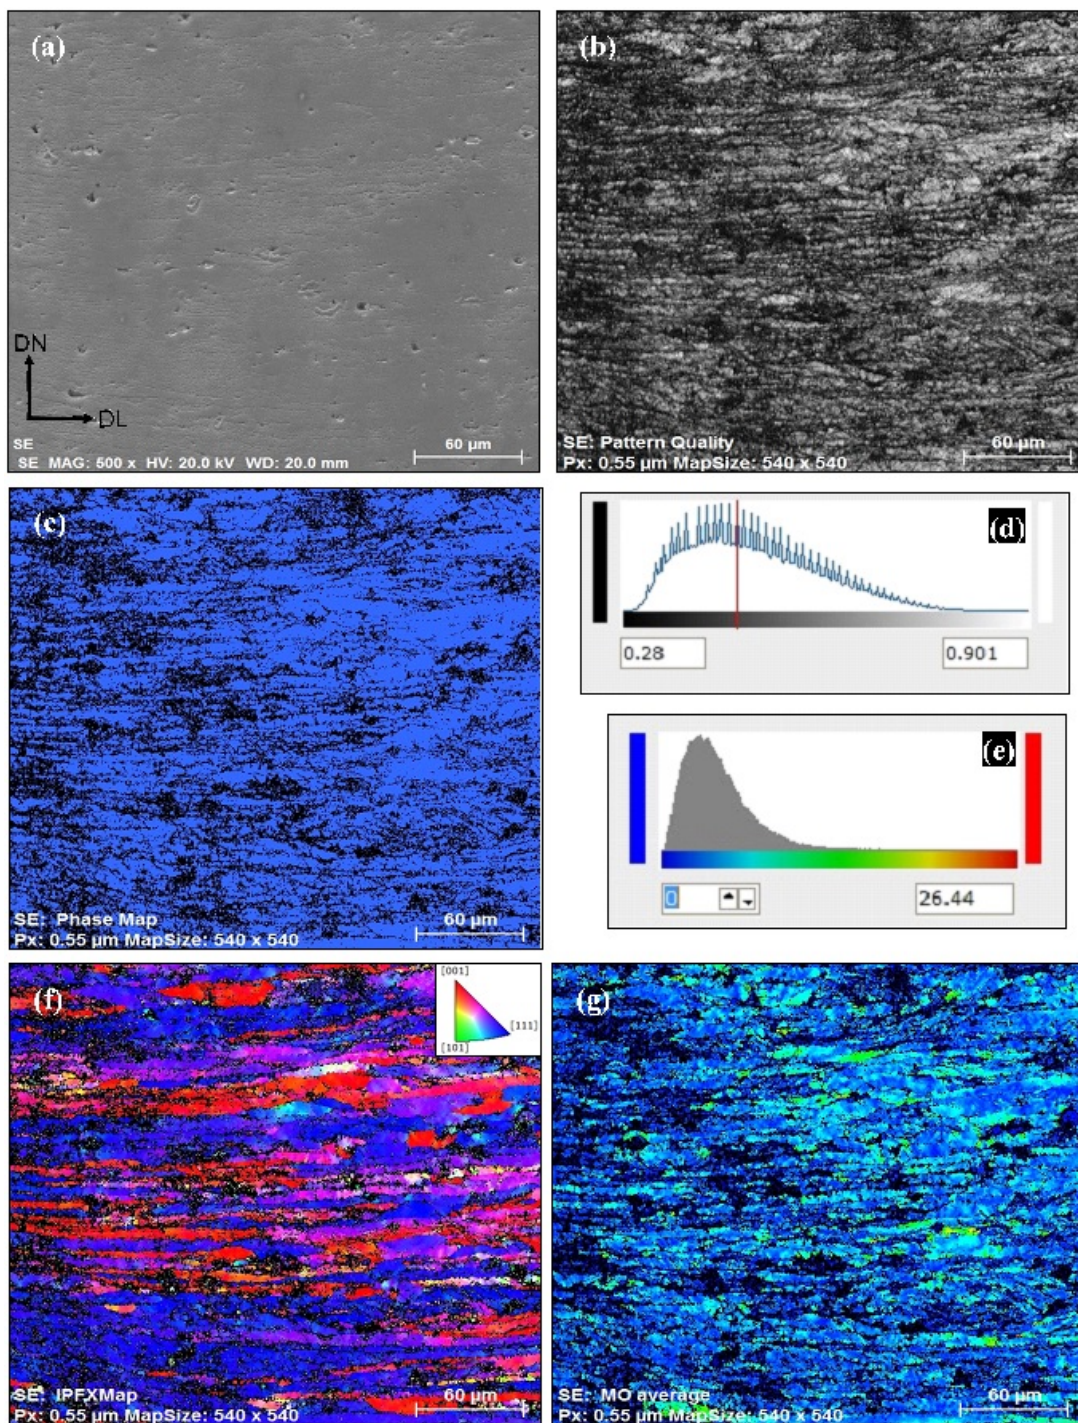 (a)
DN
DL
SE
SE MAG: 500 x HV: 20.0 kV WD: 20.0 mm
60 µm
(b)
SE: Pattern Quality
Px: 0.55 µm MapSize: 540 x 540
60 µm
(c)
SE: Phase Map
Px: 0.55 µm MapSize: 540 x 540
60 µm
(d)
0.28
0.901
(e)
0
26.44
(f)
[001]
[111]
[101]
SE: IPFXMap
Px: 0.55 µm MapSize: 540 x 540
60 µm
(g)
SE: MO average
Px: 0.55 µm MapSize: 540 x 540
60 µm